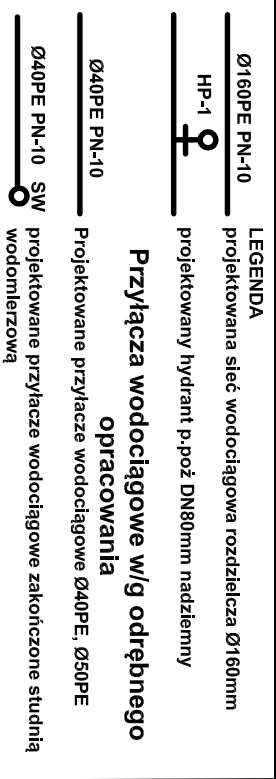 LEGENDA
Ø160PE PN-10 projektowana sieć wodociągowa rozdzielcza Ø160mm
HP-1 projektowany hydrant p.poż DN80mm nadziemny
Przyłącza wodociągowe w/g odrębnego
opracowania
Ø40PE PN-10 Projektowane przyłacze wodociągowe Ø40PE, Ø50PE
Ø40PE PN-10 SW projektowane przyłacze wodociągowe zakończone studnią
wodomIerzową